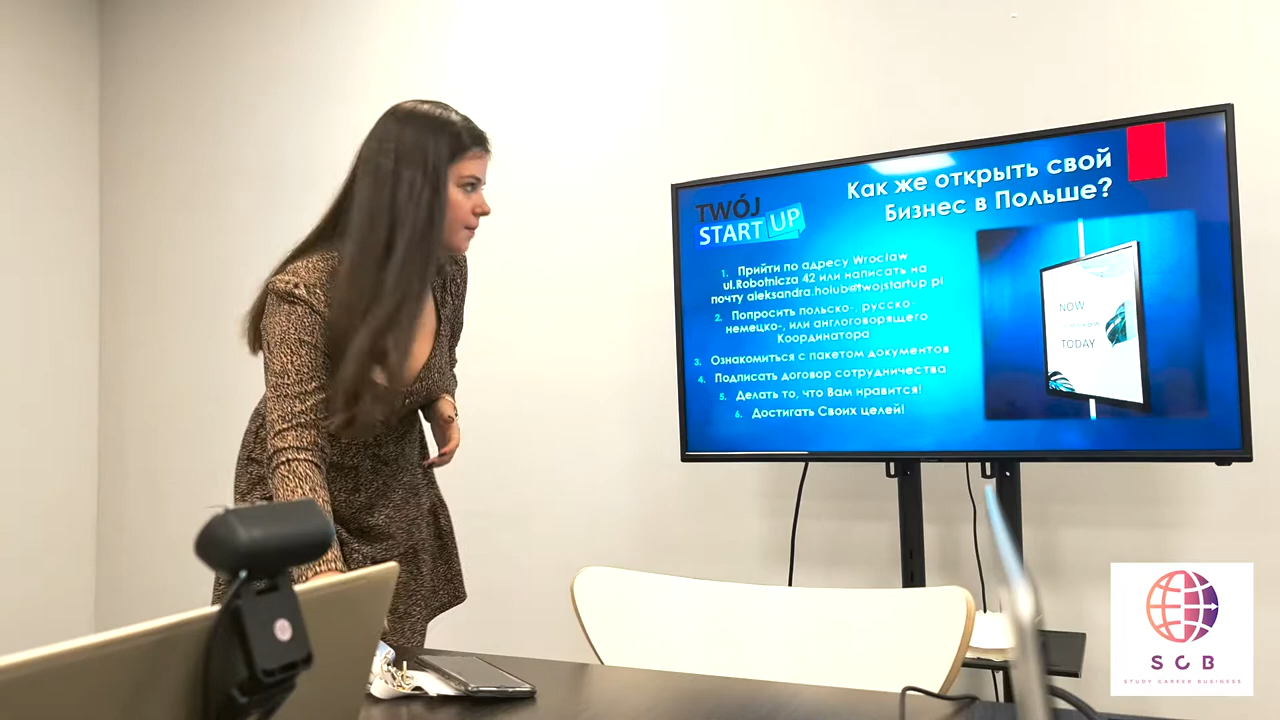 Как же открыть свой
Бизнес в Польше?
TWÓJ
START UP
1. Прийти по адресу Wrocław
ul.Robotnicza 42 или написать на
почту aleksandra.holub@twojstartup.pl
2. Попросить польско-, русско-
немецко-, или англоговорящего
Координатора
3. Ознакомиться с пакетом документов
4. Подписать договор сотрудничества
5. Делать то, что Вам нравится!
6. Достигать Своих целей!
NOW
TODAY
SCB
STUDY CAREER BUSINESS